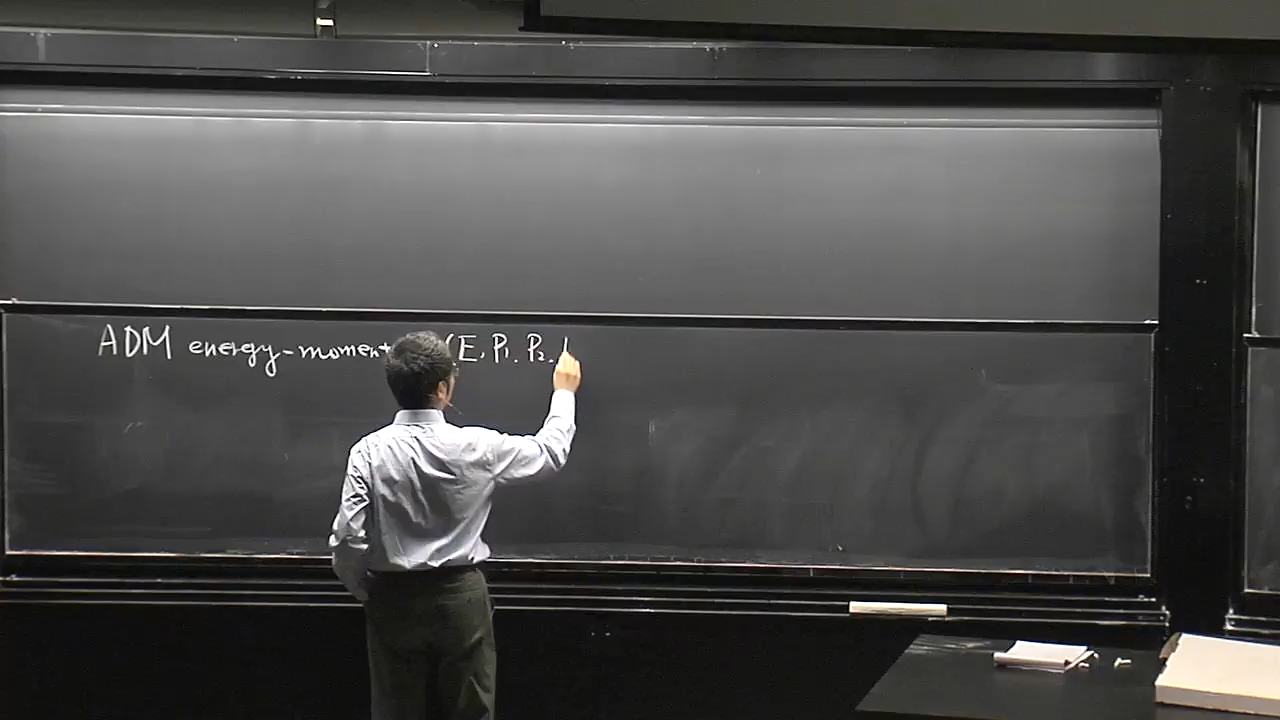 ADM energy-moment (E, P₁, P₂,